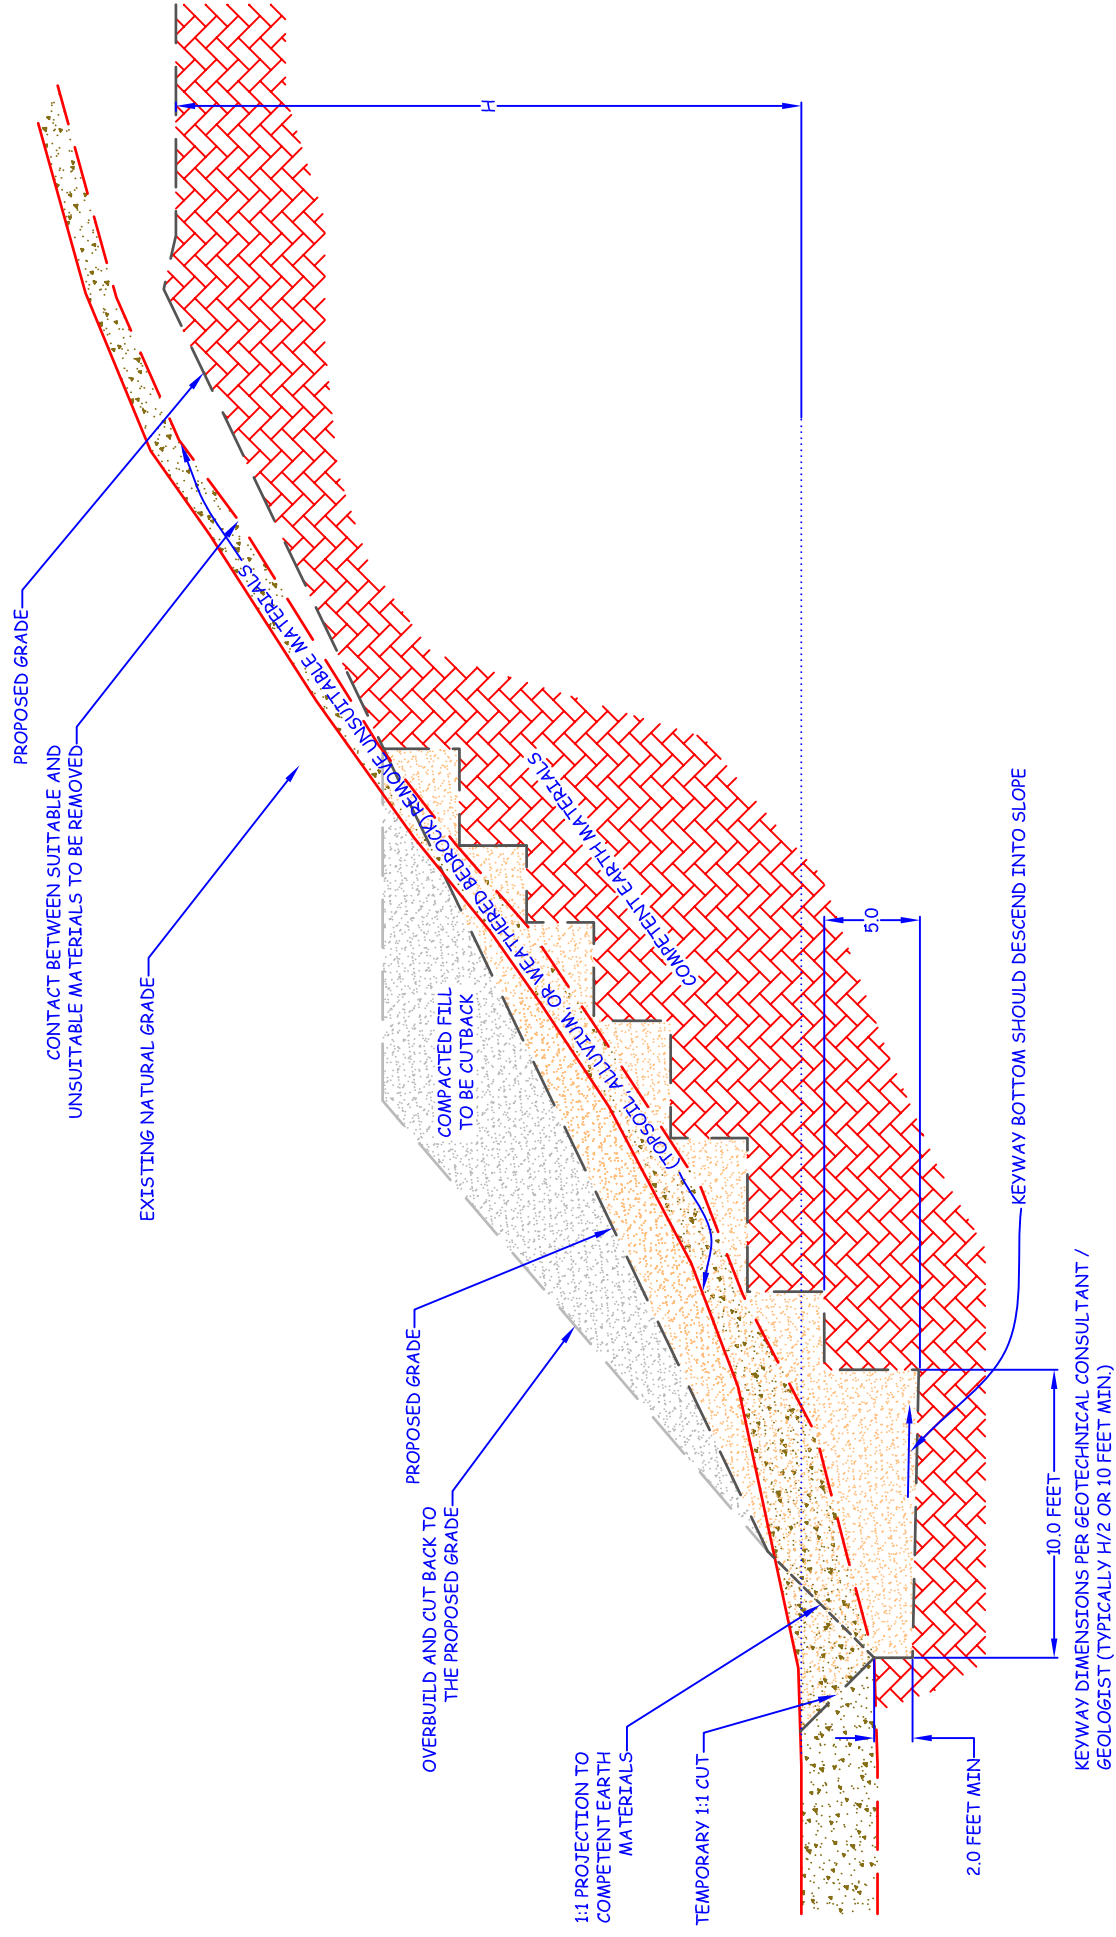 PROPOSED GRADE
CONTACT BETWEEN SUITABLE AND
UNSUITABLE MATERIALS TO BE REMOVED
EXISTING NATURAL GRADE
PROPOSED GRADE
OVERBUILD AND CUT BACK TO
THE PROPOSED GRADE
1:1 PROJECTION TO
COMPETENT EARTH
MATERIALS
TEMPORARY 1:1 CUT
COMPACTED FILL
TO BE CUTBACK
(TOPSOIL, ALLUVIUM, OR WEATHERED BEDROCK) REMOVE UNSUITABLE MATERIALS
COMPETENT EARTH MATERIALS
H
5.0
2.0 FEET MIN
10.0 FEET
KEYWAY BOTTOM SHOULD DESCEND INTO SLOPE
KEYWAY DIMENSIONS PER GEOTECHNICAL CONSULTANT /
GEOLOGIST (TYPICALLY H/2 OR 10 FEET MIN.)